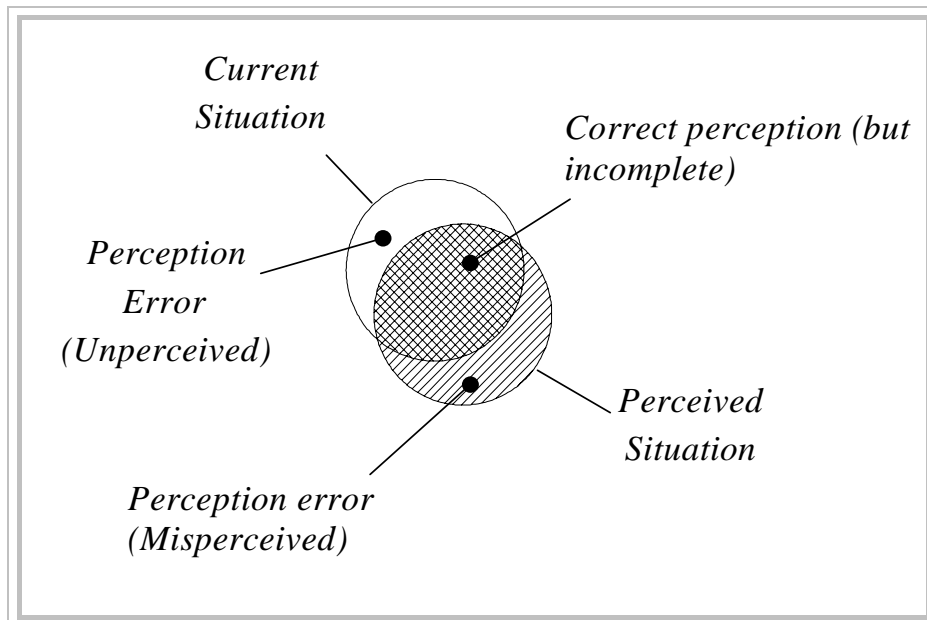 Current
Situation
Correct perception (but
incomplete)
Perception
Error
(Unperceived)
Perceived
Situation
Perception error
(Misperceived)